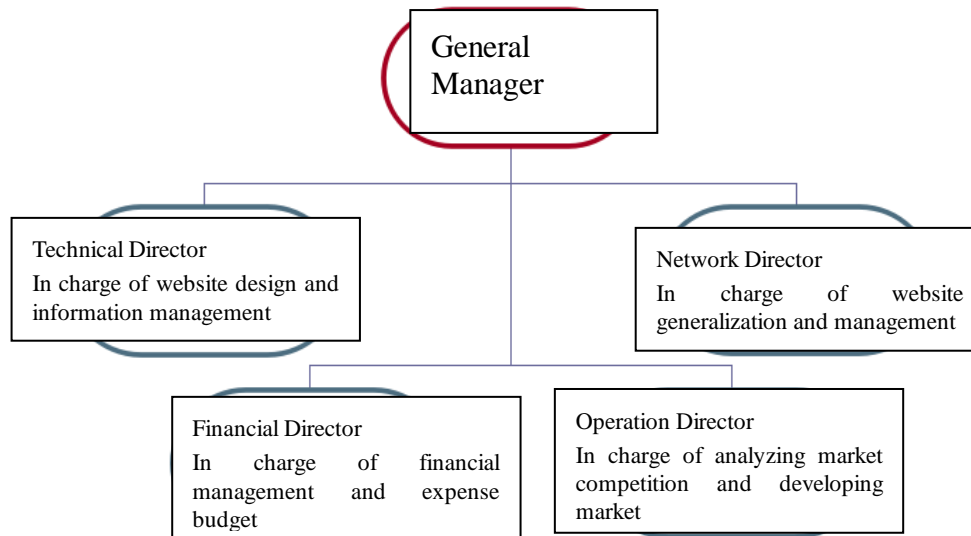 General
Manager
Technical Director
In charge of website design and
information management
Network Director
In charge of website
generalization and management
Financial Director
In charge of financial
management and expense
budget
Operation Director
In charge of analyzing market
competition and developing
market